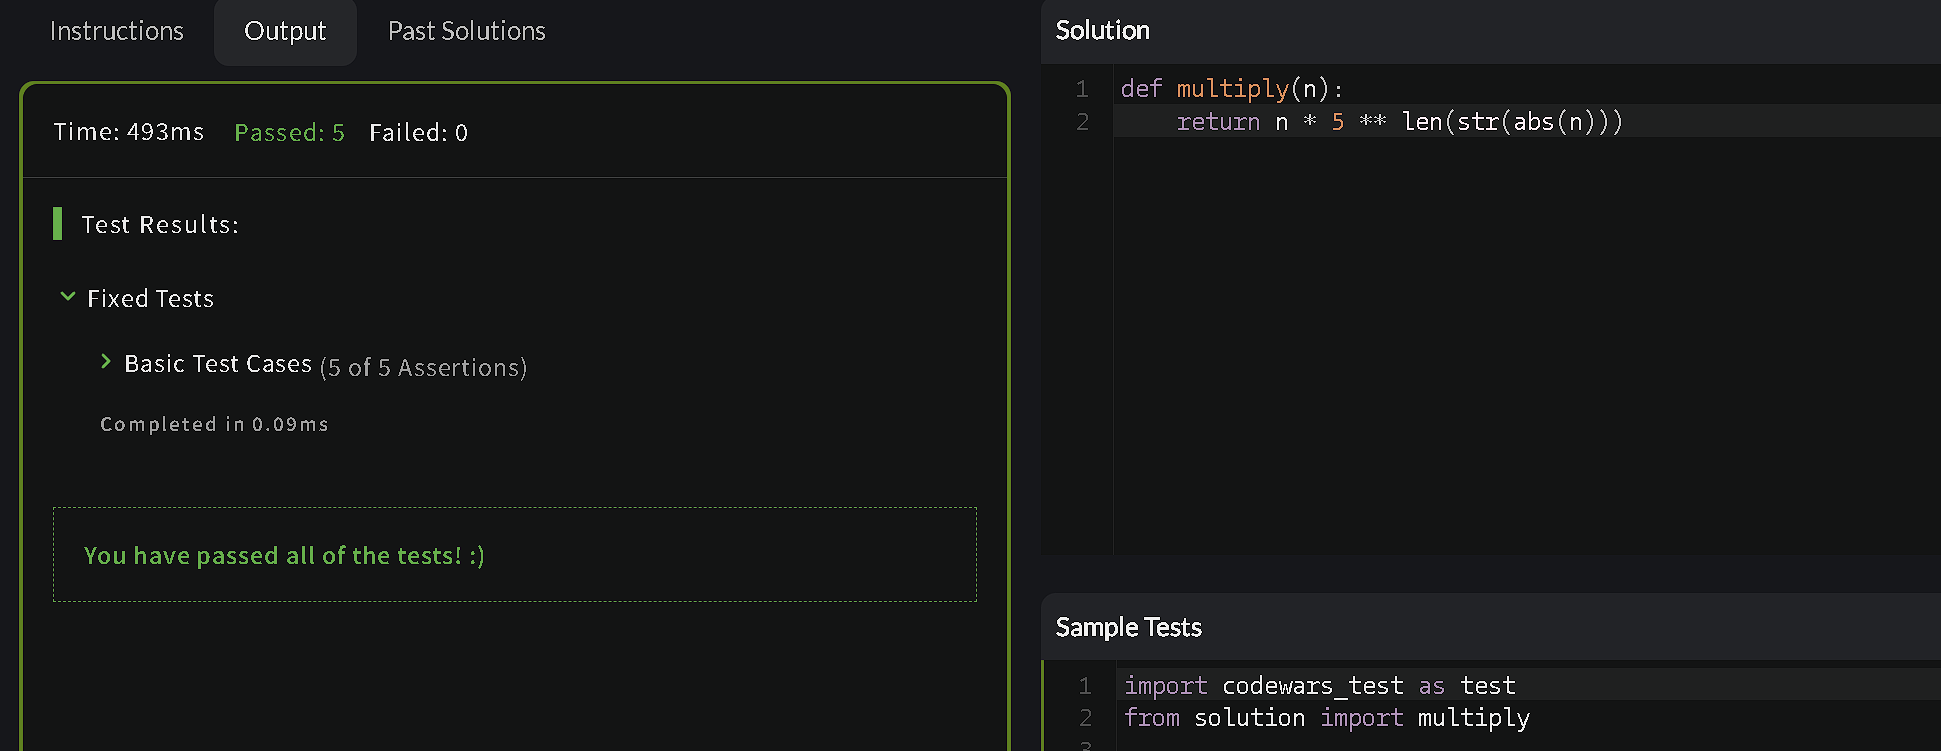 Instructions
Output
Past Solutions
Time: 493ms Passed: 5 Failed: 0
Test Results:
Fixed Tests
Basic Test Cases (5 of 5 Assertions)
Completed in 0.09ms
You have passed all of the tests! :)
Solution
1 def multiply(n):
2     return n * 5 ** len(str(abs(n)))
Sample Tests
1 import codewars_test as test
2 from solution import multiply
3